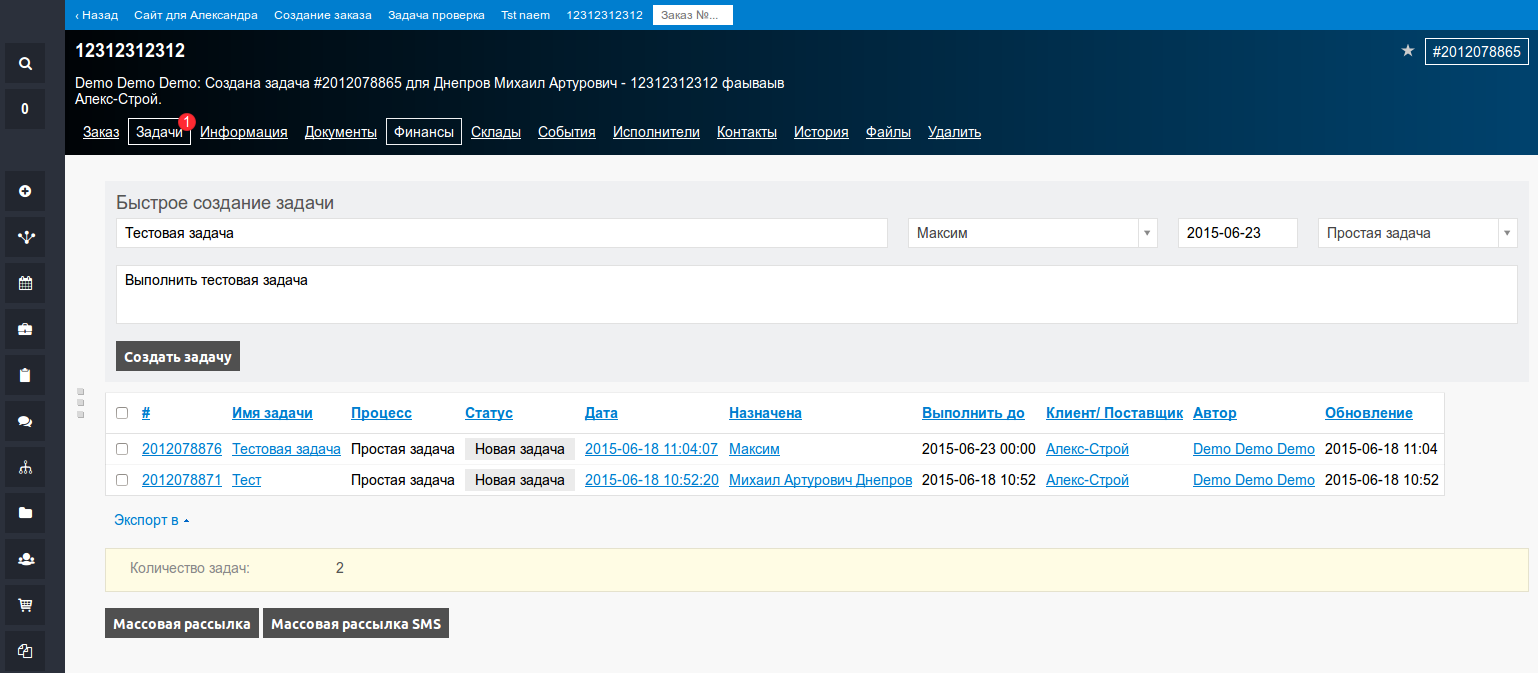 ‹ Назад Сайт для Александра Создание заказа Задача проверка Tst naem 12312312312 Заказ №...
12312312312 #2012078865
0
Demo Demo Demo: Создана задача #2012078865 для Днепров Михаил Артурович - 12312312312 фаываыв
Алекс-Строй.
Заказ Задачи 1 Информация Документы Финансы Склады События Исполнители Контакты История Файлы Удалить
Быстрое создание задачи
Тестовая задача Максим 2015-06-23 Простая задача
Выполнить тестовая задача
Создать задачу
# Имя задачи Процесс Статус Дата Назначена Выполнить до Клиент/ Поставщик Автор Обновление
2012078876 Тестовая задача Простая задача Новая задача 2015-06-18 11:04:07 Максим 2015-06-23 00:00 Алекс-Строй Demo Demo Demo 2015-06-18 11:04
2012078871 Тест Простая задача Новая задача 2015-06-18 10:52:20 Михаил Артурович Днепров 2015-06-18 10:52 Алекс-Строй Demo Demo Demo 2015-06-18 10:52
Экспорт в
Количество задач: 2
Массовая рассылка Массовая рассылка SMS